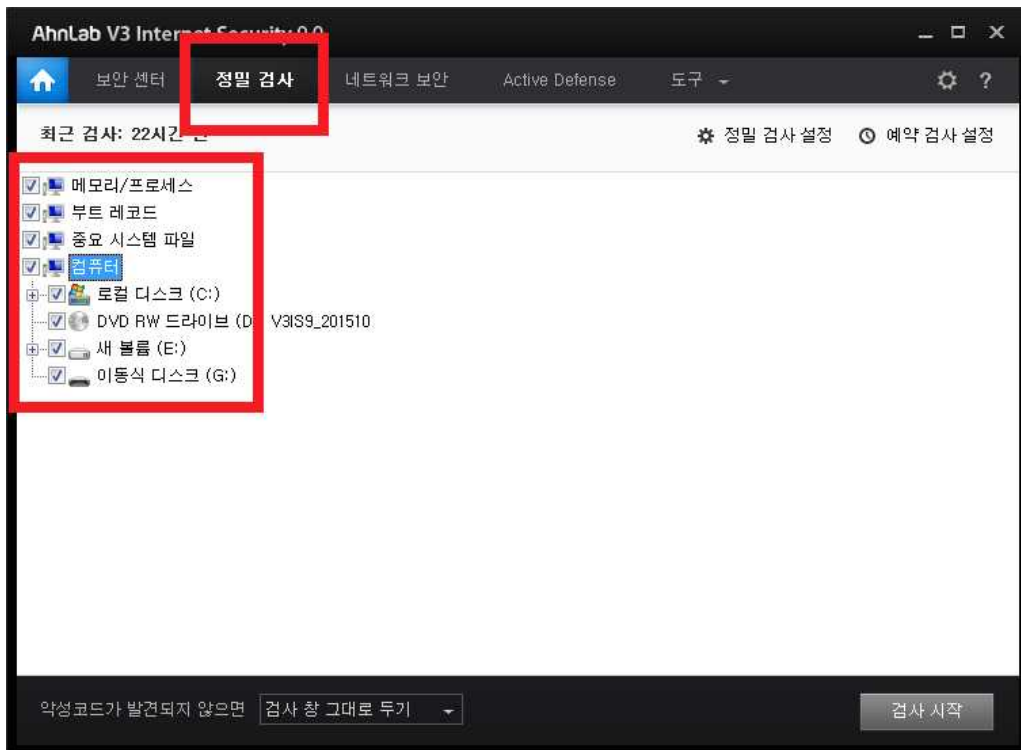 AhnLab V3 Internet Security 9.0
보안 센터 정밀 검사 네트워크 보안 Active Defense 도구
최근 검사: 22시간 전 정밀 검사 설정 예약 검사 설정
메모리/프로세스
부트 레코드
중요 시스템 파일
컴퓨터
로컬 디스크 (C:)
DVD RW 드라이브 (D:) V3IS9_201510
새 볼륨 (E:)
이동식 디스크 (G:)
악성코드가 발견되지 않으면 검사 창 그대로 두기 검사 시작